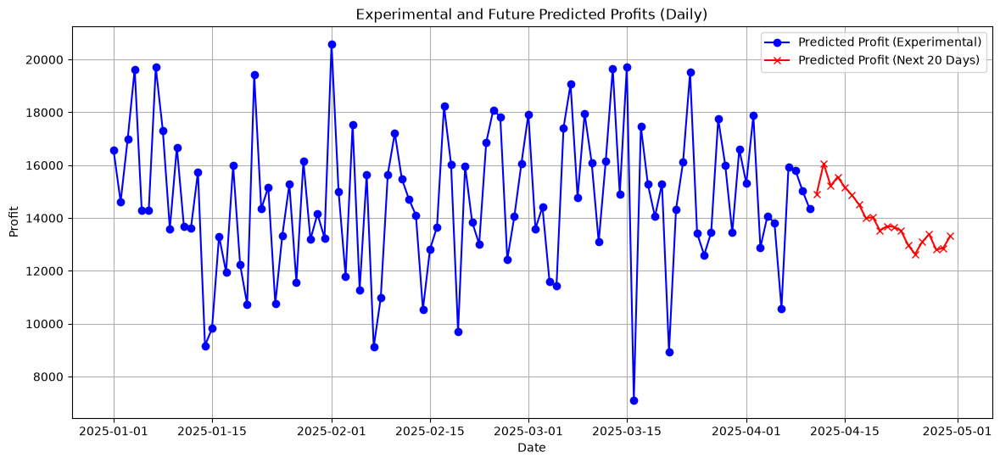 Experimental and Future Predicted Profits (Daily)
Predicted Profit (Experimental)
Predicted Profit (Next 20 Days)
Profit
20000
18000
16000
14000
12000
10000
8000
2025-01-01 2025-01-15 2025-02-01 2025-02-15 2025-03-01 2025-03-15 2025-04-01 2025-04-15 2025-05-01
Date